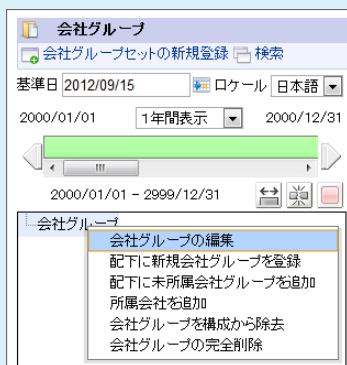 会社グループ
会社グループセットの新規登録 検索
基準日 2012/09/15 ロケール 日本語
2000/01/01 1年間表示 2000/12/31
2000/01/01 - 2999/12/31
会社グループ
会社グループの編集
配下に新規会社グループを登録
配下に未所属会社グループを追加
所属会社を追加
会社グループを構成から除去
会社グループの完全削除